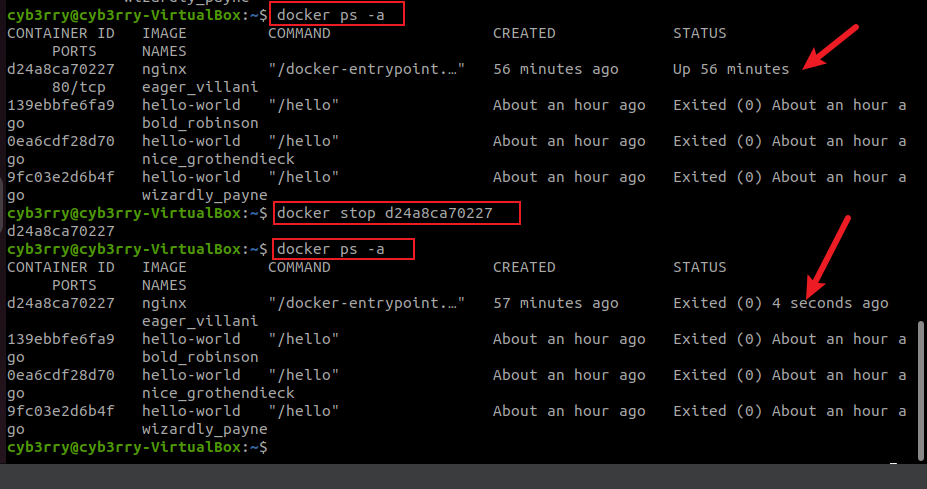 wizardly_payne
cyb3rry@cyb3rry-VirtualBox:~$ docker ps -a
CONTAINER ID   IMAGE         COMMAND                  CREATED             STATUS
     PORTS     NAMES
d24a8ca70227   nginx         "/docker-entrypoint.…"   56 minutes ago      Up 56 minutes
     80/tcp    eager_villani
139ebbfe6fa9   hello-world   "/hello"                 About an hour ago   Exited (0) About an hour a
go             bold_robinson
0ea6cdf28d70   hello-world   "/hello"                 About an hour ago   Exited (0) About an hour a
go             nice_grothendieck
9fc03e2d6b4f   hello-world   "/hello"                 About an hour ago   Exited (0) About an hour a
go             wizardly_payne
cyb3rry@cyb3rry-VirtualBox:~$ docker stop d24a8ca70227
d24a8ca70227
cyb3rry@cyb3rry-VirtualBox:~$ docker ps -a
CONTAINER ID   IMAGE         COMMAND                  CREATED             STATUS
     PORTS     NAMES
d24a8ca70227   nginx         "/docker-entrypoint.…"   57 minutes ago      Exited (0) 4 seconds ago
               eager_villani
139ebbfe6fa9   hello-world   "/hello"                 About an hour ago   Exited (0) About an hour a
go             bold_robinson
0ea6cdf28d70   hello-world   "/hello"                 About an hour ago   Exited (0) About an hour a
go             nice_grothendieck
9fc03e2d6b4f   hello-world   "/hello"                 About an hour ago   Exited (0) About an hour a
go             wizardly_payne
cyb3rry@cyb3rry-VirtualBox:~$